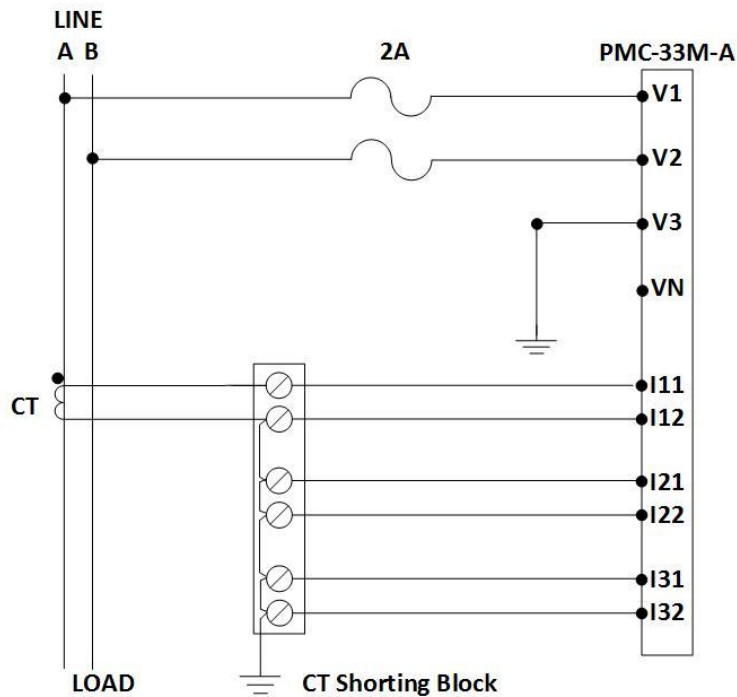 LINE
A B
2A
PMC-33M-A
V1
V2
V3
VN
CT
I11
I12
I21
I22
I31
I32
LOAD
CT Shorting Block